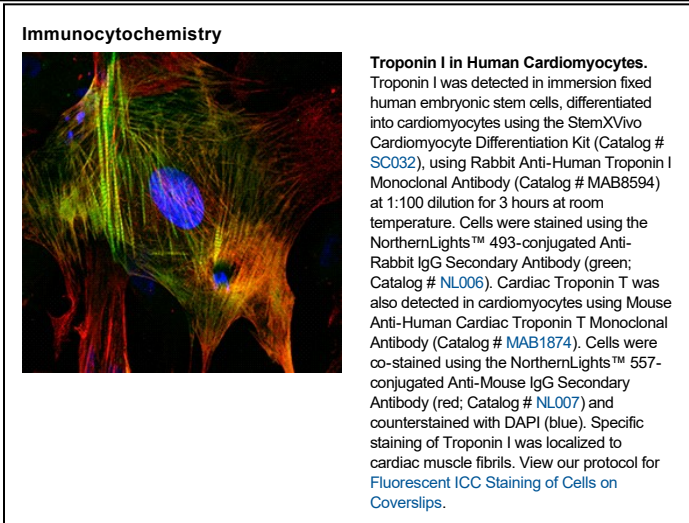 Immunocytochemistry
Troponin I in Human Cardiomyocytes.
Troponin I was detected in immersion fixed
human embryonic stem cells, differentiated
into cardiomyocytes using the StemXVivo
Cardiomyocyte Differentiation Kit (Catalog #
SC032), using Rabbit Anti-Human Troponin I
Monoclonal Antibody (Catalog # MAB8594)
at 1:100 dilution for 3 hours at room
temperature. Cells were stained using the
NorthernLights™ 493-conjugated Anti-
Rabbit IgG Secondary Antibody (green;
Catalog # NL006). Cardiac Troponin T was
also detected in cardiomyocytes using Mouse
Anti-Human Cardiac Troponin T Monoclonal
Antibody (Catalog # MAB1874). Cells were
co-stained using the NorthernLights™ 557-
conjugated Anti-Mouse IgG Secondary
Antibody (red; Catalog # NL007) and
counterstained with DAPI (blue). Specific
staining of Troponin I was localized to
cardiac muscle fibrils. View our protocol for
Fluorescent ICC Staining of Cells on
Coverslips.